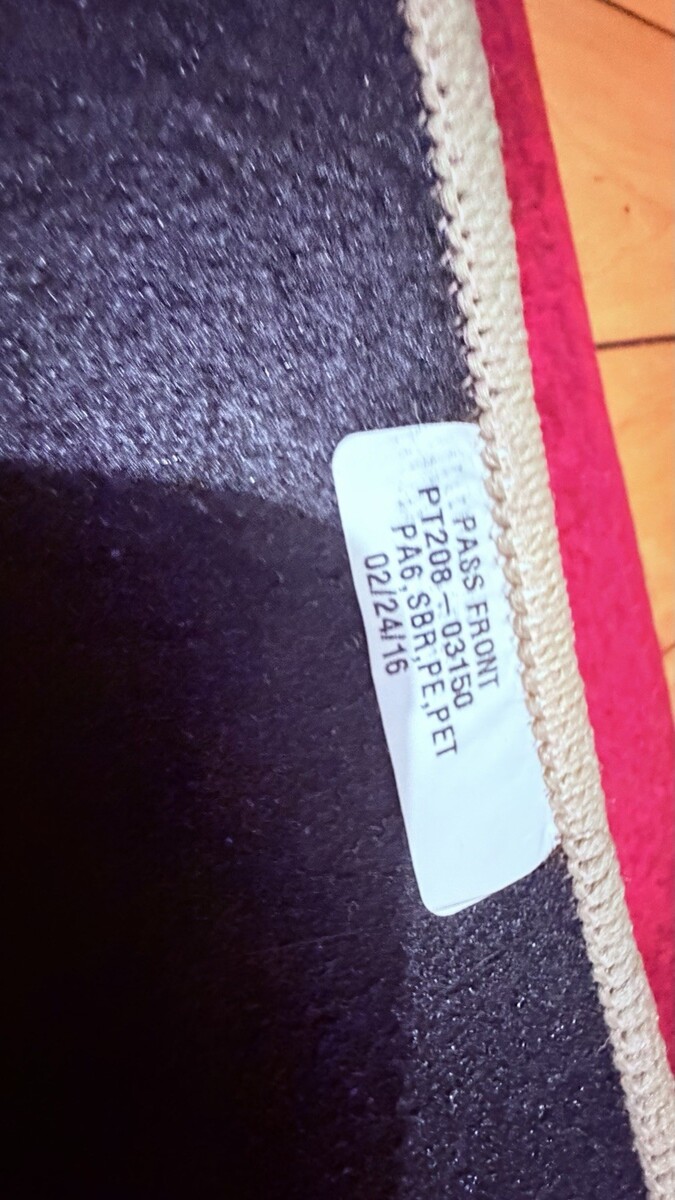 PASS FRONT
PT208-03150
PA6,SBR,PE,PET
02/24/16